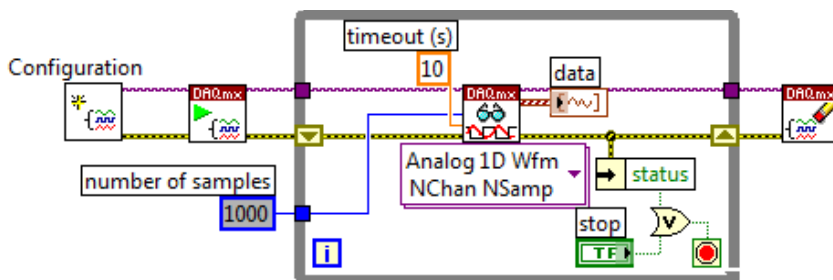 timeout (s)
10
Configuration
data
DAQmx
DAQmx
DAQmx
Analog 1D Wfm
NChan NSamp
number of samples
1000
status
stop
TF
i
V